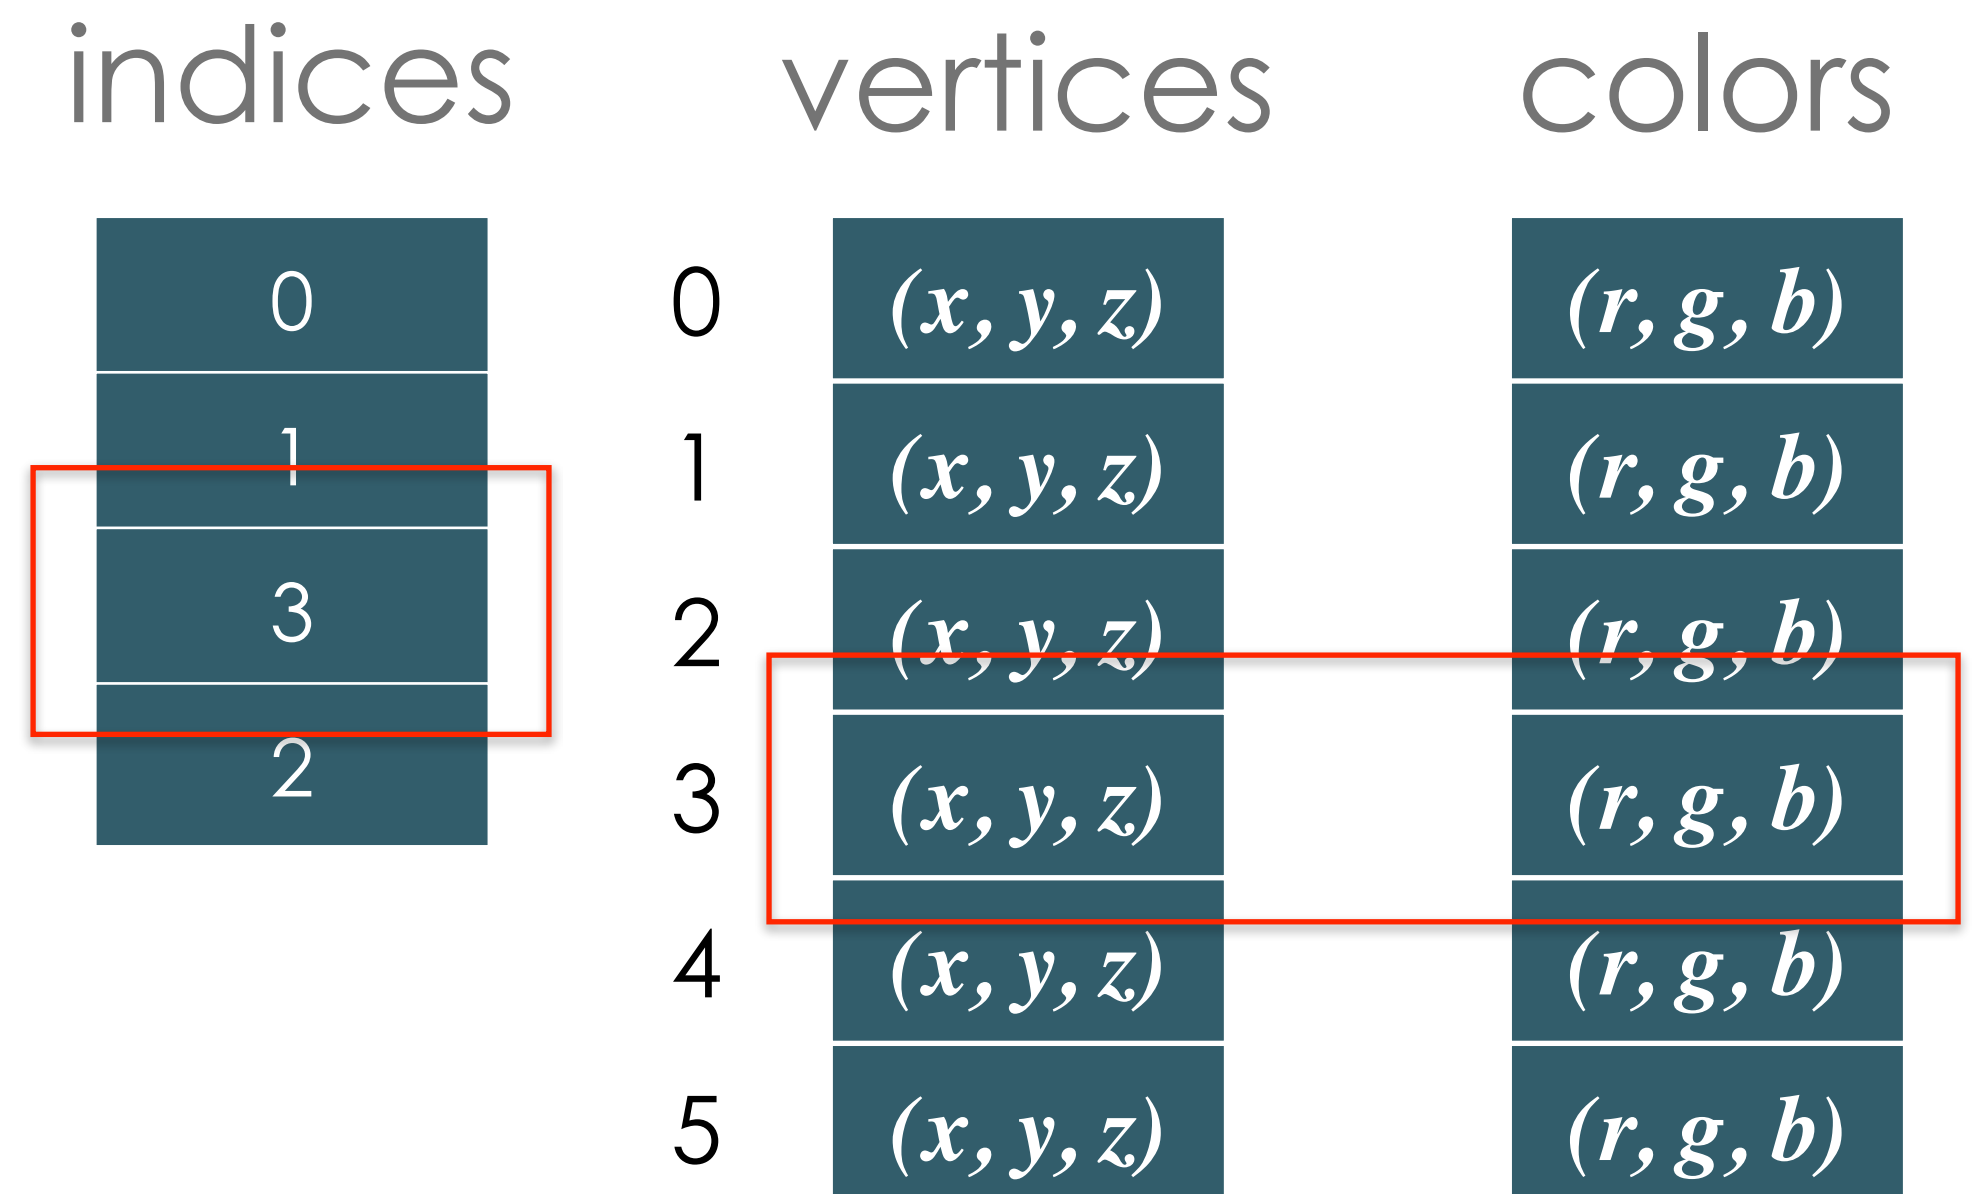 indices vertices colors
0 0 (x, y, z) (r, g, b)
1 1 (x, y, z) (r, g, b)
3 2 (x, y, z) (r, g, b)
2 3 (x, y, z) (r, g, b)
4 (x, y, z) (r, g, b)
5 (x, y, z) (r, g, b)